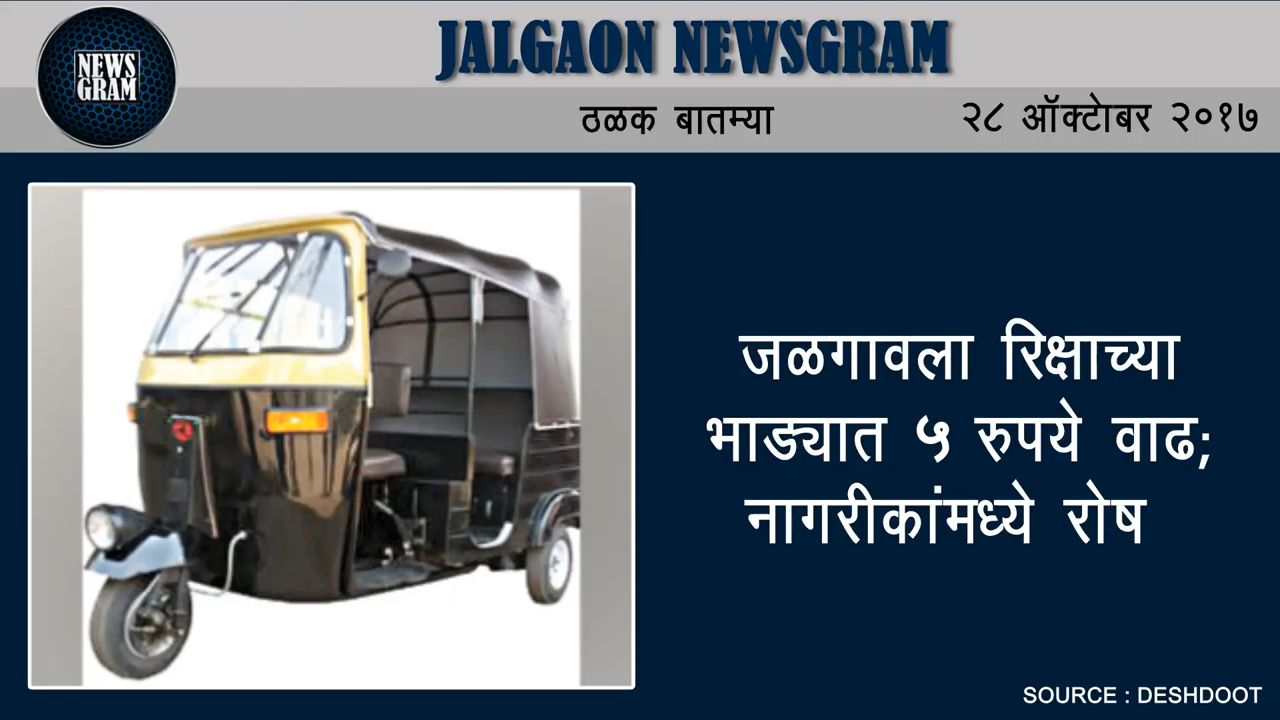 NEWS
GRAM
JALGAON NEWSGRAM
ठळक बातम्या
२८ ऑक्टोबर २०१७
जळगावला रिक्षाच्या
भाड्यात ५ रुपये वाढ;
नागरीकांमध्ये रोष
SOURCE : DESHDOOT